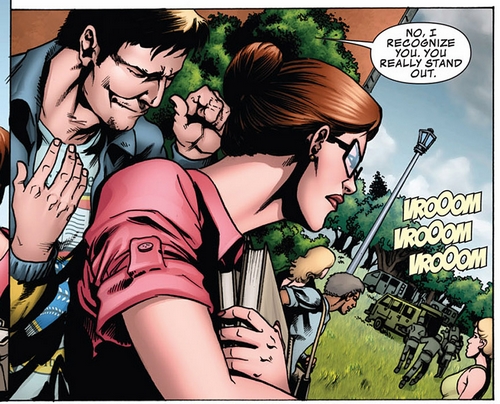 NO, I
RECOGNIZE
YOU. YOU
REALLY STAND
OUT.
VROOOM
VROOOM
VROOOM